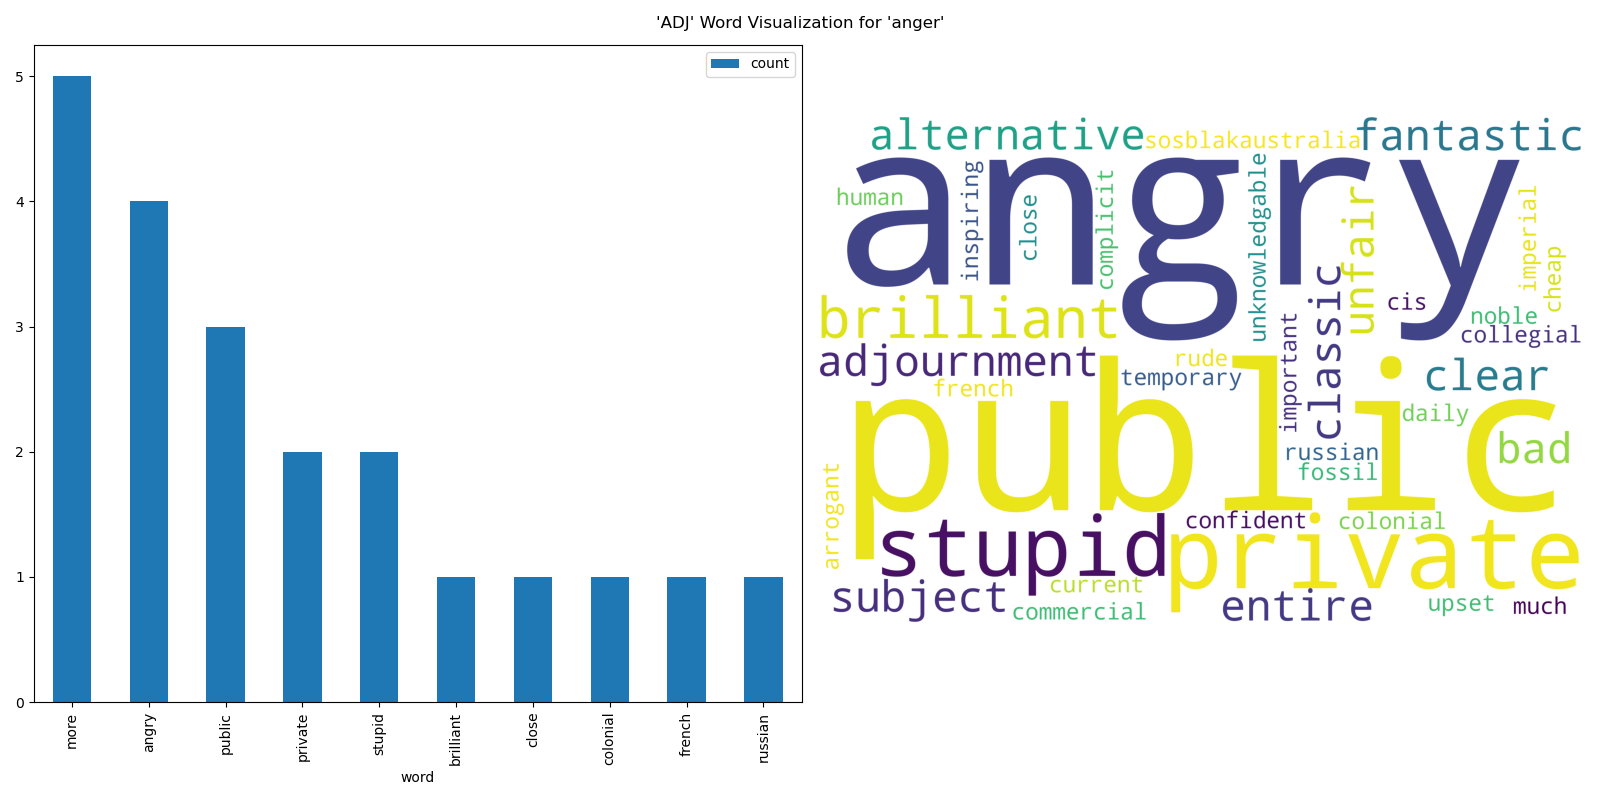 'ADJ' Word Visualization for 'anger'
count
5
4
3
2
1
0
more
angry
public
private
stupid
brilliant
close
colonial
french
russian
word
alternative
sosblakaustralia
fantastic
angry
human
inspiring
close
complicit
unknowledgable
unfair
imperial
cheap
brilliant
classic
cis
noble
collegial
important
adjournment
rude
temporary
french
clear
public
daily
bad
russian
fossil
arrogant
stupid
confident
colonial
private
subject
current
commercial
entire
upset
much